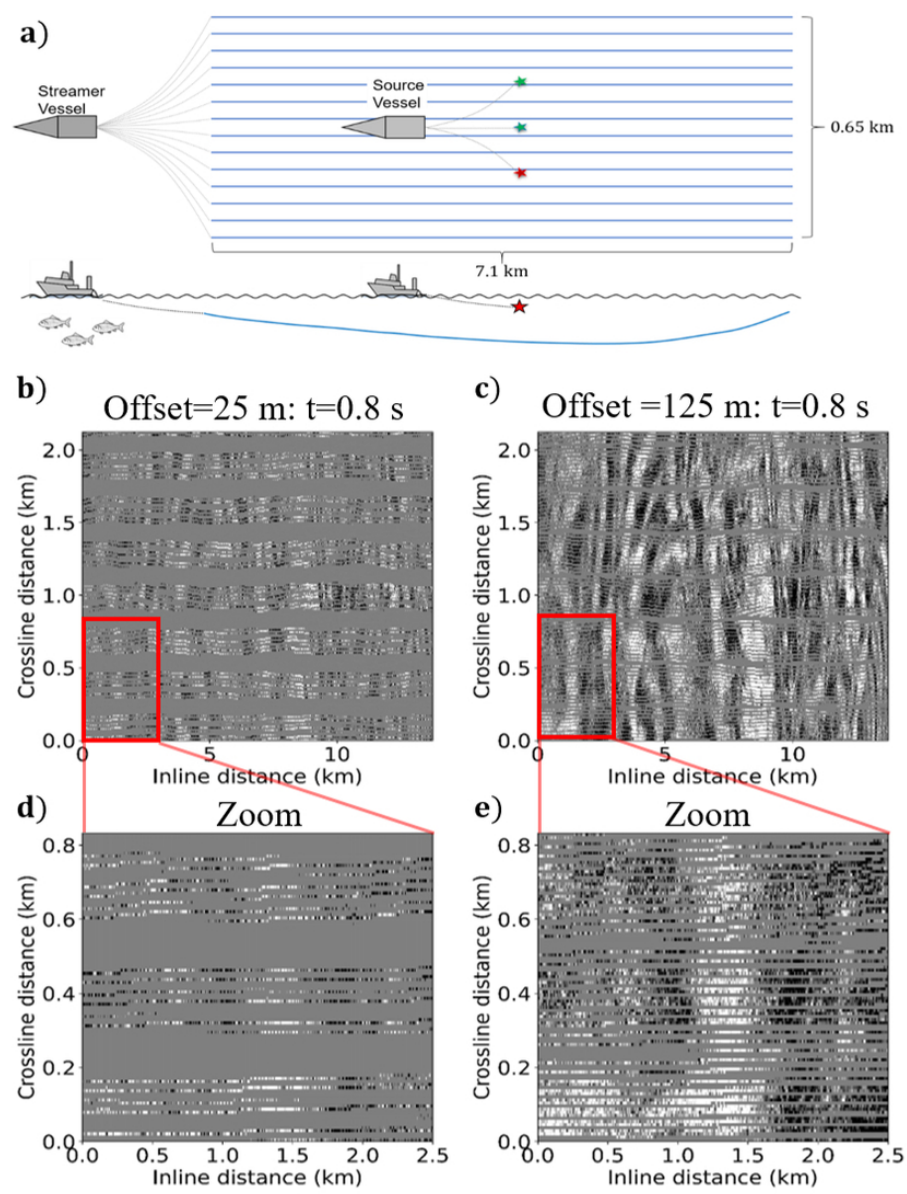 a)
Streamer
Vessel
Source
Vessel
0.65 km
7.1 km
b)
Offset=25 m: t=0.8 s
Crossline distance (km)
2.0
1.5
1.0
0.5
0.0
0
5
10
Inline distance (km)
c)
Offset =125 m: t=0.8 s
Crossline distance (km)
2.0
1.5
1.0
0.5
0.0
0
5
10
Inline distance (km)
d)
Zoom
Crossline distance (km)
0.8
0.6
0.4
0.2
0.0
0.0
0.5
1.0
1.5
2.0
2.5
Inline distance (km)
e)
Zoom
Crossline distance (km)
0.8
0.6
0.4
0.2
0.0
0.0
0.5
1.0
1.5
2.0
2.5
Inline distance (km)